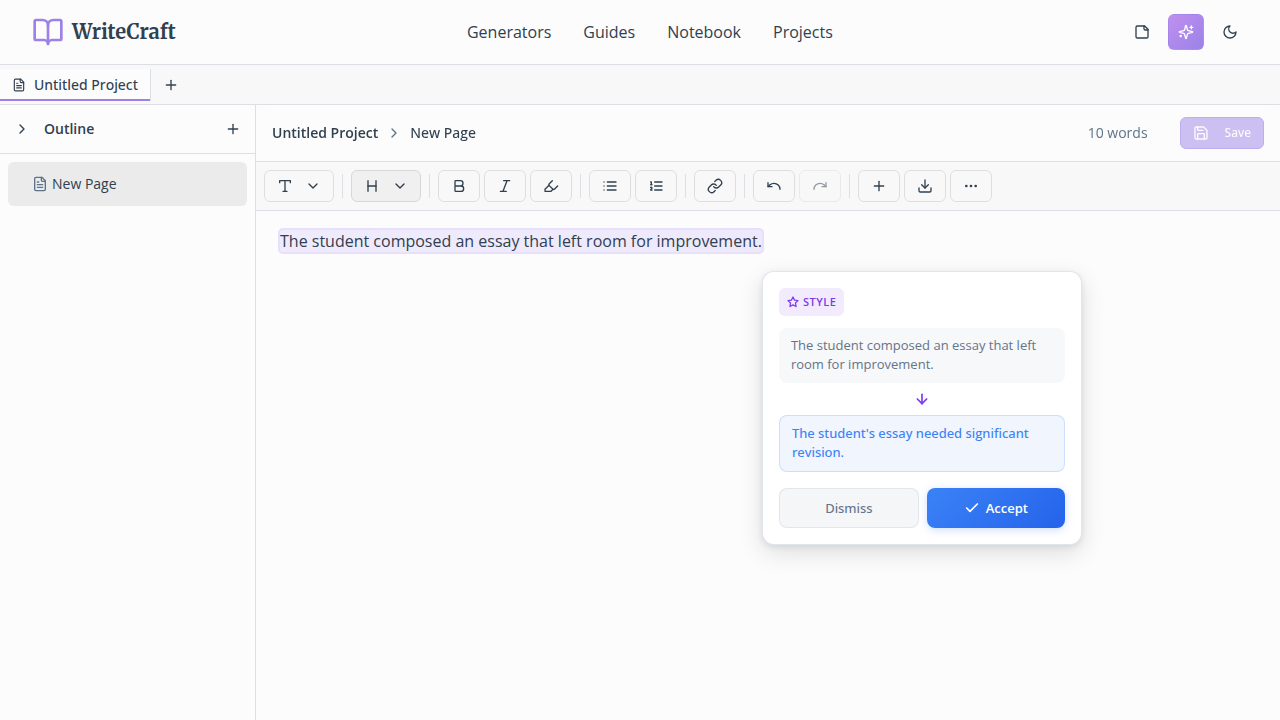 WriteCraft
Generators
Guides
Notebook
Projects
Untitled Project
Outline
New Page
Untitled Project
New Page
10 words
Save
The student composed an essay that left room for improvement.
STYLE
The student composed an essay that left
room for improvement.
The student's essay needed significant
revision.
Dismiss
Accept